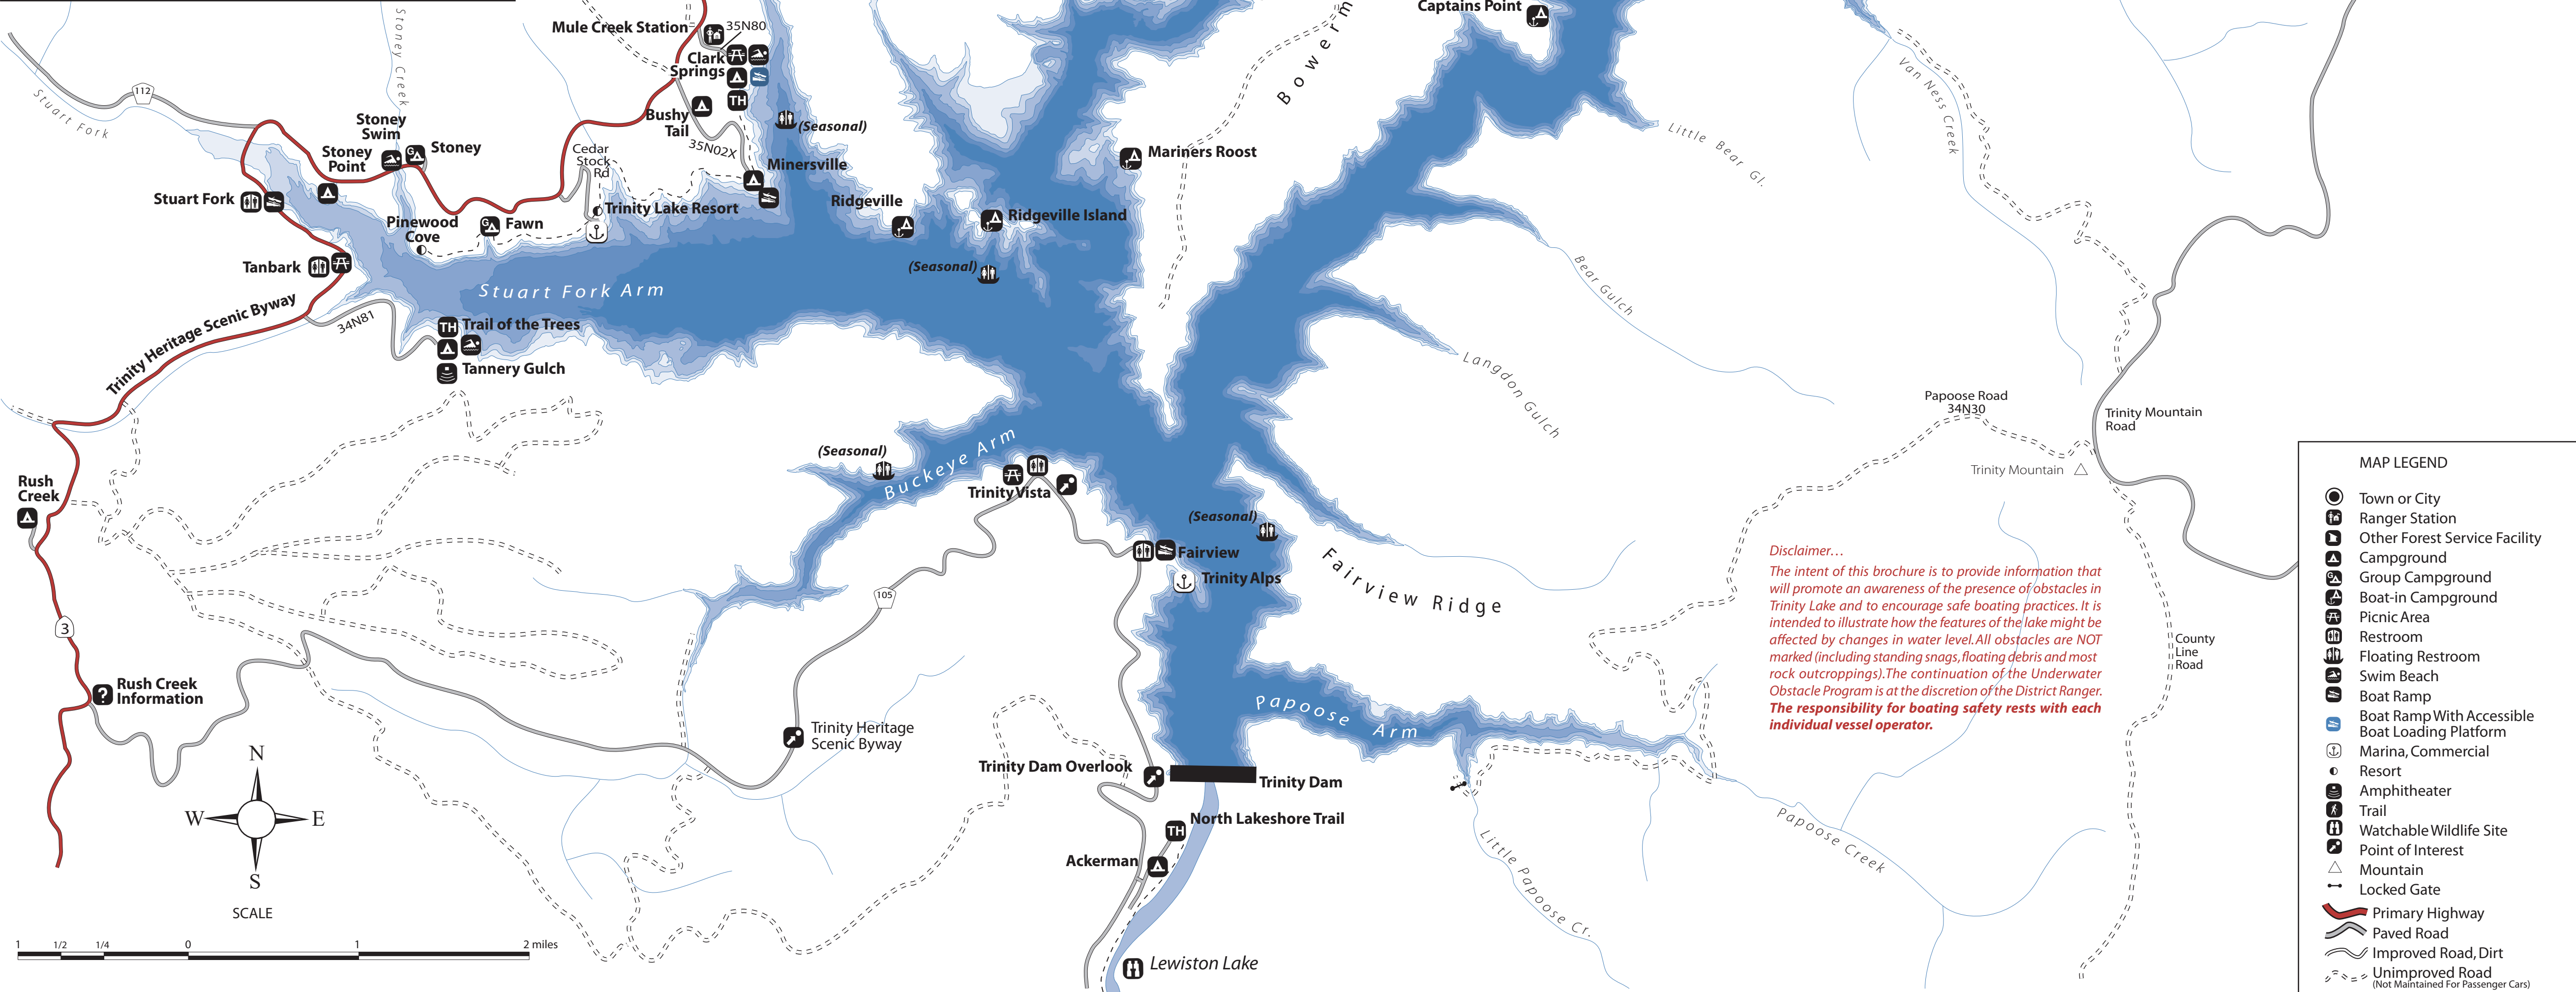 Captains Point
Mule Creek Station
35N80
Clark
Springs
TH
Bushy
Tail
35N02X
(Seasonal)
Minersville
Stoney Creek
112
Stuart Fork
Stoney
Swim
G
Stoney
Stoney
Point
Cedar
Stock
Rd
Stuart Fork
Pinewood
Cove
G
Fawn
Trinity Lake Resort
Ridgeville
Ridgeville Island
(Seasonal)
Mariners Roost
Bowerm
Little Bear Gl.
Van Ness Creek
Bear Gulch
Langdon Gulch
Tanbark
Stuart Fork Arm
Trinity Heritage Scenic Byway
34N81
TH
Trail of the Trees
Tannery Gulch
Rush
Creek
3
Rush Creek
Information
?
(Seasonal)
Buckeye Arm
Trinity Vista
(Seasonal)
Fairview
Trinity Alps
Fairview Ridge
105
Trinity Heritage
Scenic Byway
Papoose Arm
Trinity Dam Overlook
Trinity Dam
TH
North Lakeshore Trail
Ackerman
Lewiston Lake
Little Papoose Cr.
Papoose Creek
Papoose Road
34N30
Trinity Mountain
Road
Trinity Mountain
County
Line
Road
Disclaimer…
The intent of this brochure is to provide information that
will promote an awareness of the presence of obstacles in
Trinity Lake and to encourage safe boating practices. It is
intended to illustrate how the features of the lake might be
affected by changes in water level. All obstacles are NOT
marked (including standing snags, floating debris and most
rock outcroppings). The continuation of the Underwater
Obstacle Program is at the discretion of the District Ranger.
The responsibility for boating safety rests with each
individual vessel operator.
N
W
E
S
SCALE
1 1/2 1/4 0 1 2 miles
MAP LEGEND
Town or City
Ranger Station
Other Forest Service Facility
Campground
G
Group Campground
Boat-in Campground
Picnic Area
Restroom
Floating Restroom
Swim Beach
Boat Ramp
Boat Ramp With Accessible
Boat Loading Platform
Marina, Commercial
Resort
Amphitheater
Trail
Watchable Wildlife Site
Point of Interest
Mountain
Locked Gate
Primary Highway
Paved Road
Improved Road, Dirt
Unimproved Road
(Not Maintained For Passenger Cars)